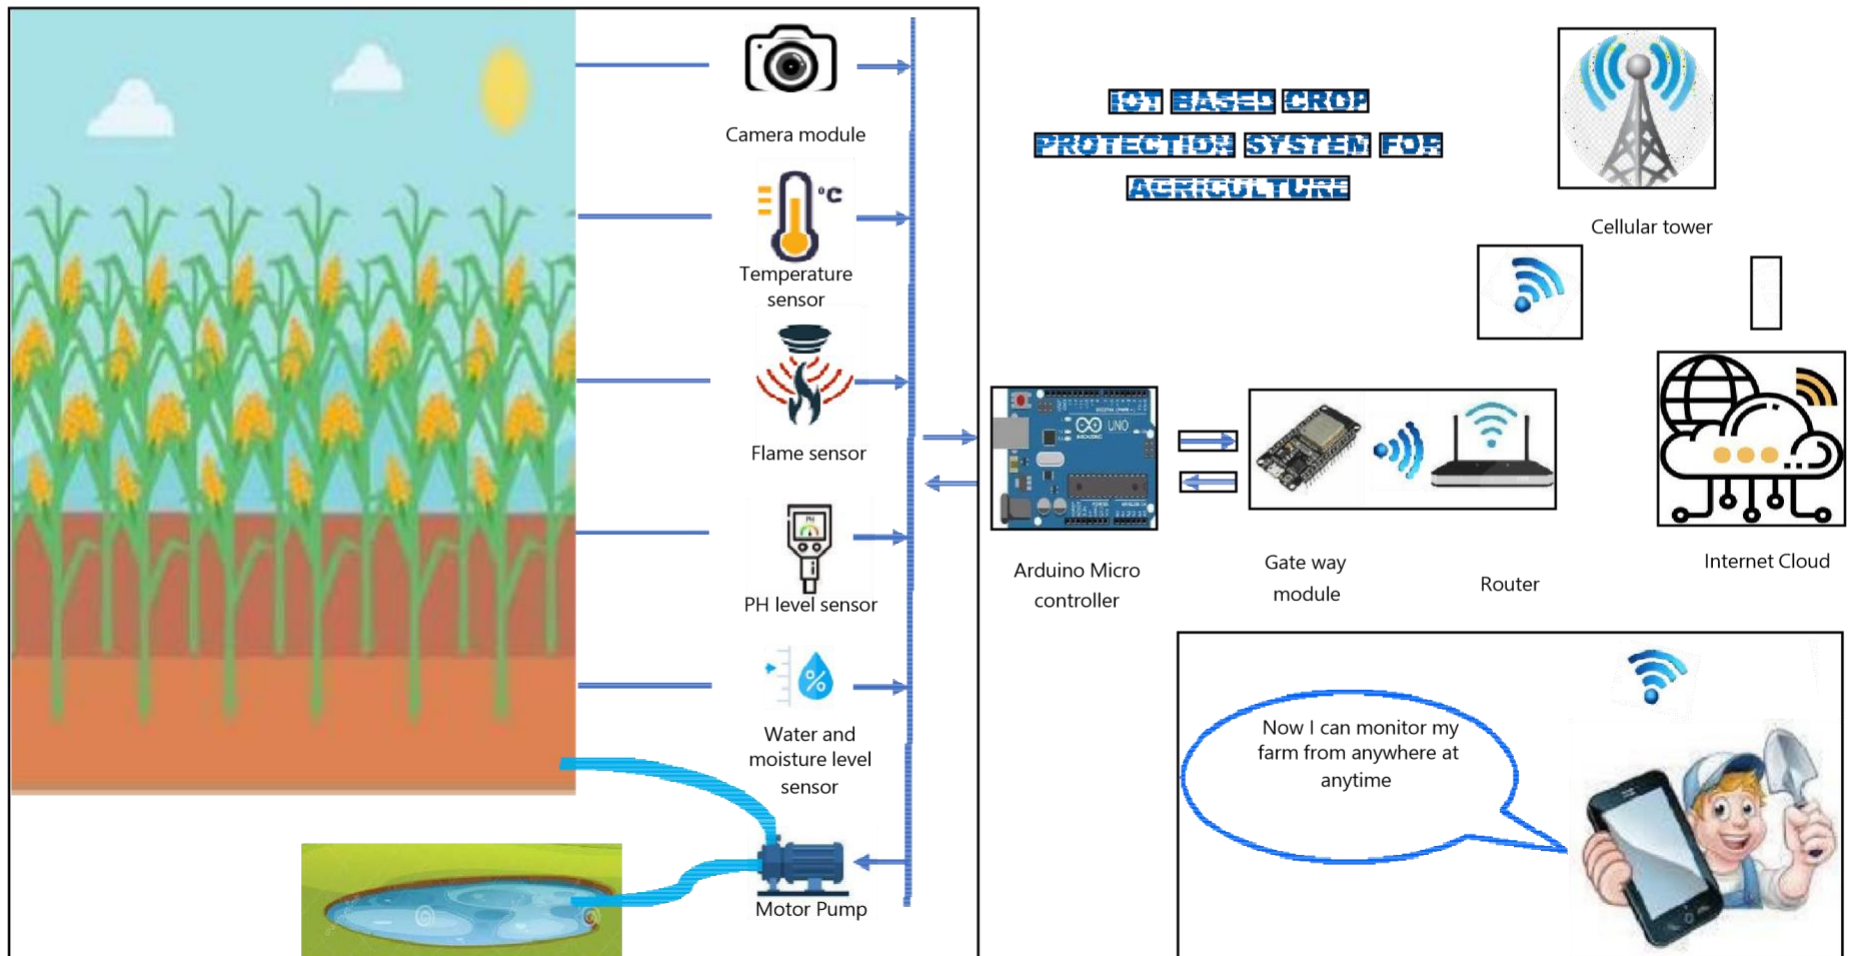 Camera module
°C
Temperature
sensor
Flame sensor
PH
PH level sensor
%
Water and
moisture level
sensor
Motor Pump
IOT BASED CROP
PROTECTION SYSTEM FOR
AGRICULTURE
Cellular tower
UNO
Arduino Micro
controller
Gate way
module
Router
Internet Cloud
Now I can monitor my
farm from anywhere at
anytime